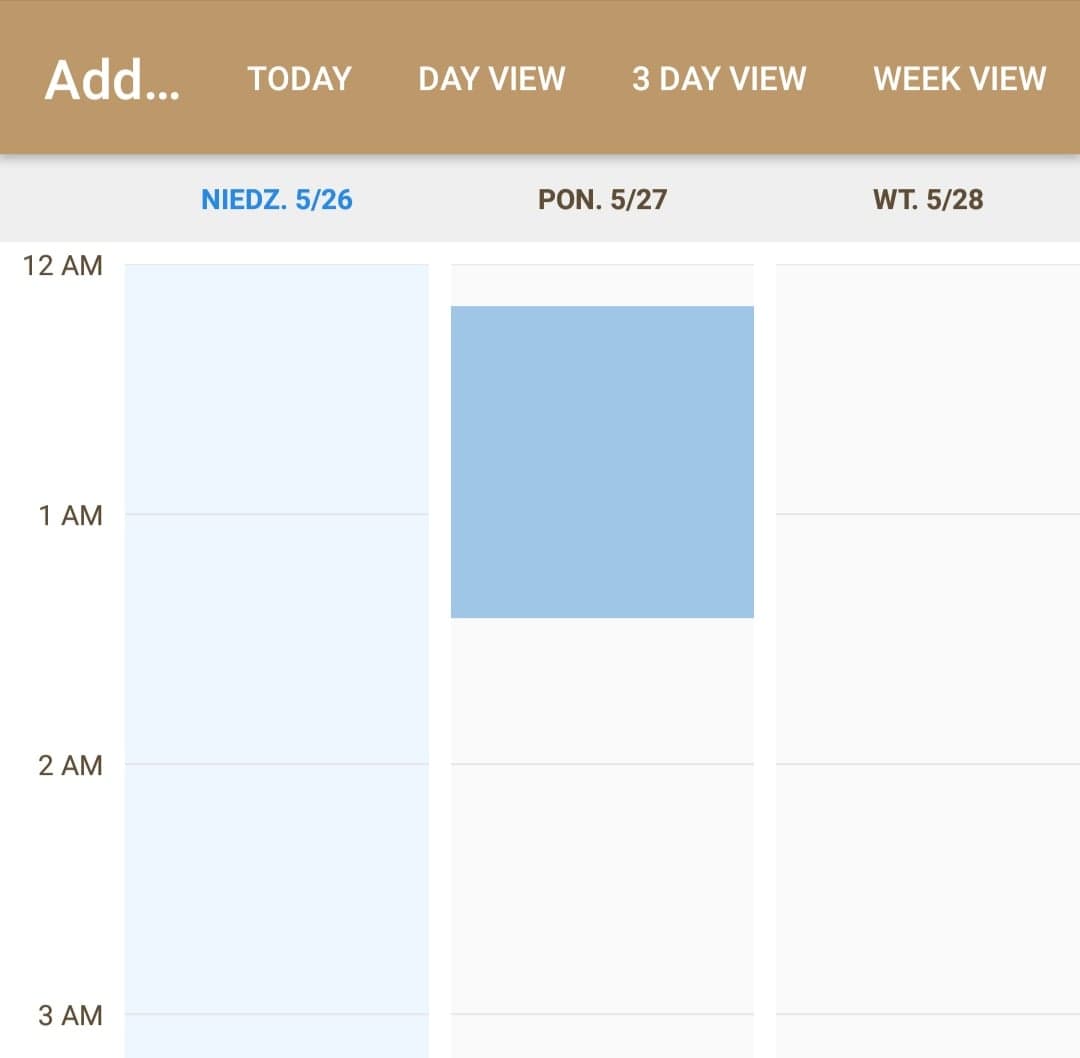 Add... TODAY DAY VIEW 3 DAY VIEW WEEK VIEW
NIEDZ. 5/26 PON. 5/27 WT. 5/28
12 AM
1 AM
2 AM
3 AM